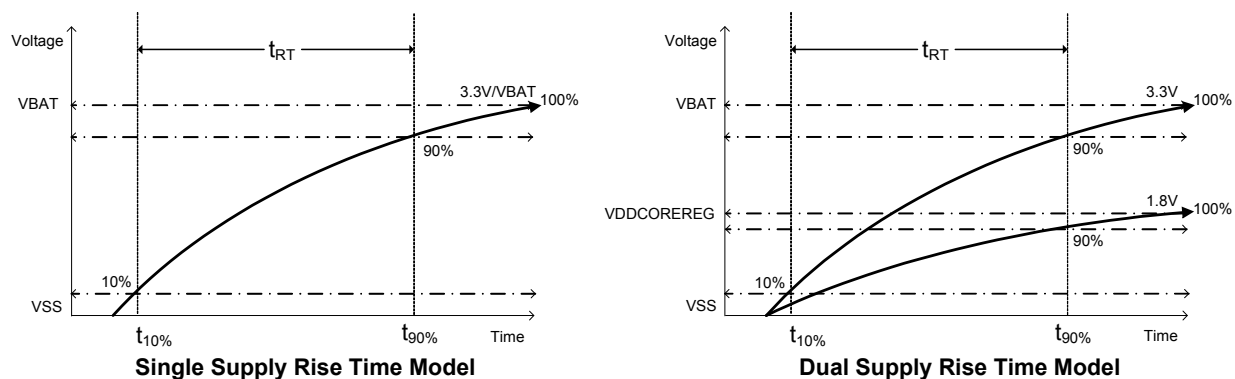 Voltage
tRT
VBAT
3.3V/VBAT
100%
90%
10%
VSS
t10%
t90%
Time
Single Supply Rise Time Model
Voltage
tRT
VBAT
3.3V
100%
90%
VDDCOREREG
1.8V
100%
90%
10%
VSS
t10%
t90%
Time
Dual Supply Rise Time Model